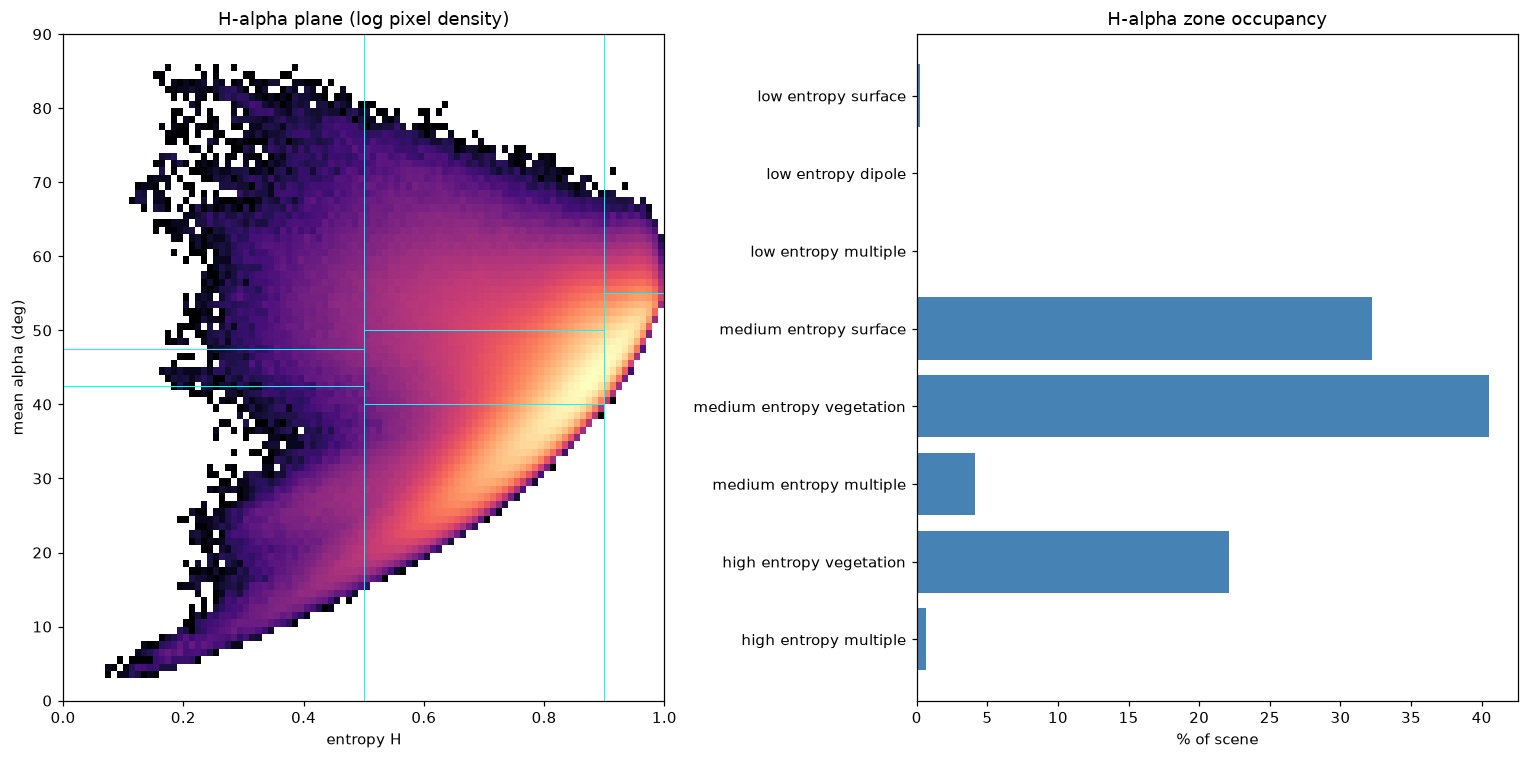 H-alpha plane (log pixel density)
mean alpha (deg)
90
80
70
60
50
40
30
20
10
0
0.0 0.2 0.4 0.6 0.8 1.0
entropy H
H-alpha zone occupancy
low entropy surface
low entropy dipole
low entropy multiple
medium entropy surface
medium entropy vegetation
medium entropy multiple
high entropy vegetation
high entropy multiple
0 5 10 15 20 25 30 35 40
% of scene